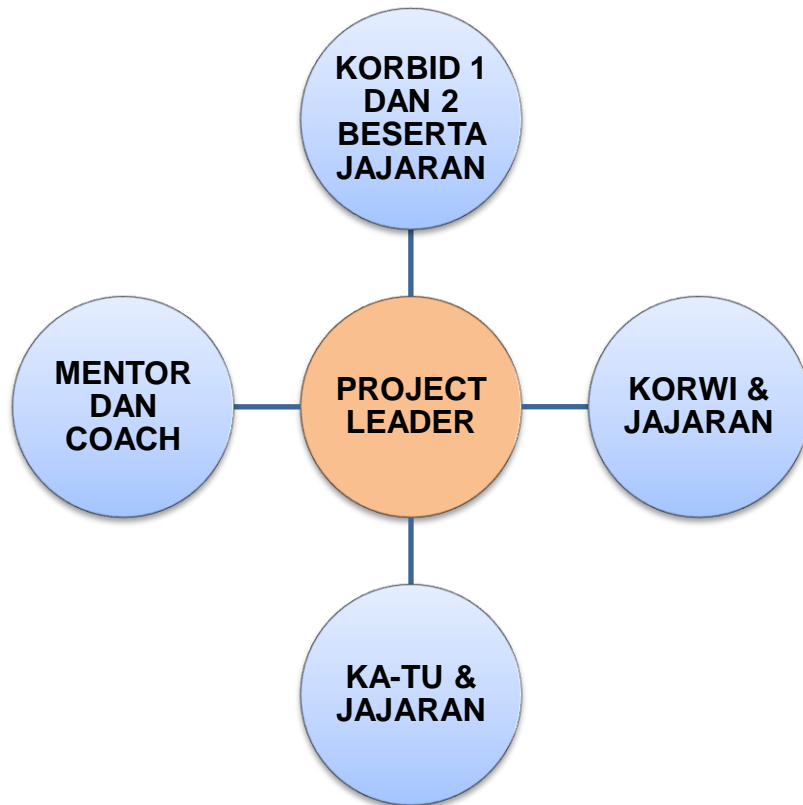 KORBID 1
DAN 2
BESERTA
JAJARAN
MENTOR
DAN
COACH
PROJECT
LEADER
KORWI &
JAJARAN
KA-TU &
JAJARAN